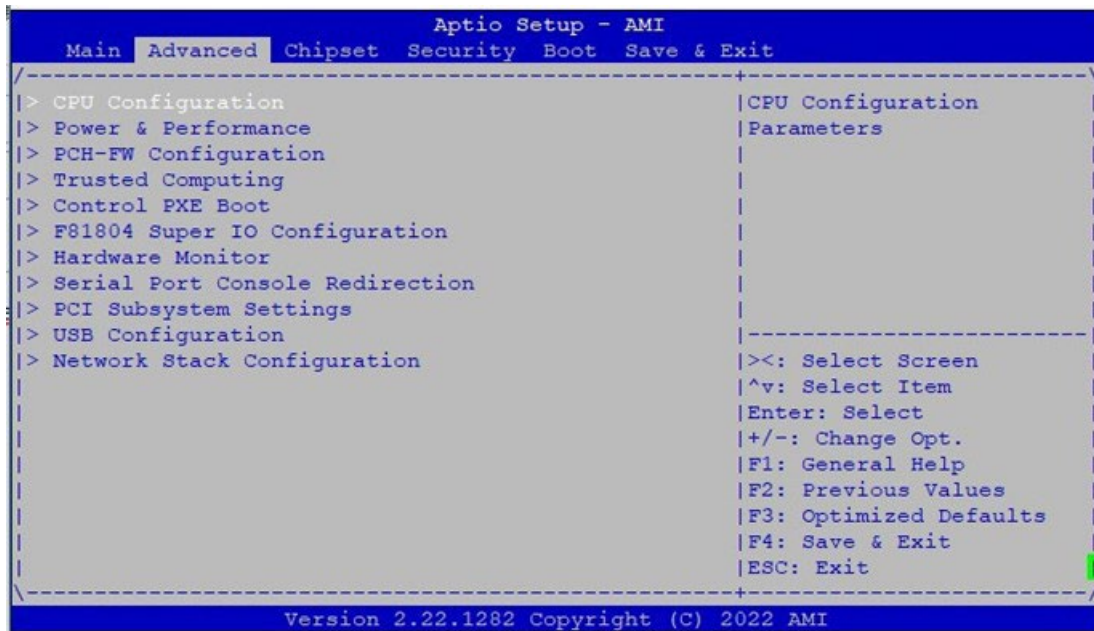 Aptio Setup - AMI
Main Advanced Chipset Security Boot Save & Exit
/----------------------------------------------------+-------------------------\
|> CPU Configuration |CPU Configuration |
|> Power & Performance |Parameters |
|> PCH-FW Configuration | |
|> Trusted Computing | |
|> Control PXE Boot | |
|> F81804 Super IO Configuration | |
|> Hardware Monitor | |
|> Serial Port Console Redirection | |
|> PCI Subsystem Settings | |
|> USB Configuration |-------------------------|
|> Network Stack Configuration |><: Select Screen |
| |^v: Select Item |
| |Enter: Select |
| |+/-: Change Opt. |
| |F1: General Help |
| |F2: Previous Values |
| |F3: Optimized Defaults |
| |F4: Save & Exit |
| |ESC: Exit |
\----------------------------------------------------+-------------------------/
Version 2.22.1282 Copyright (C) 2022 AMI